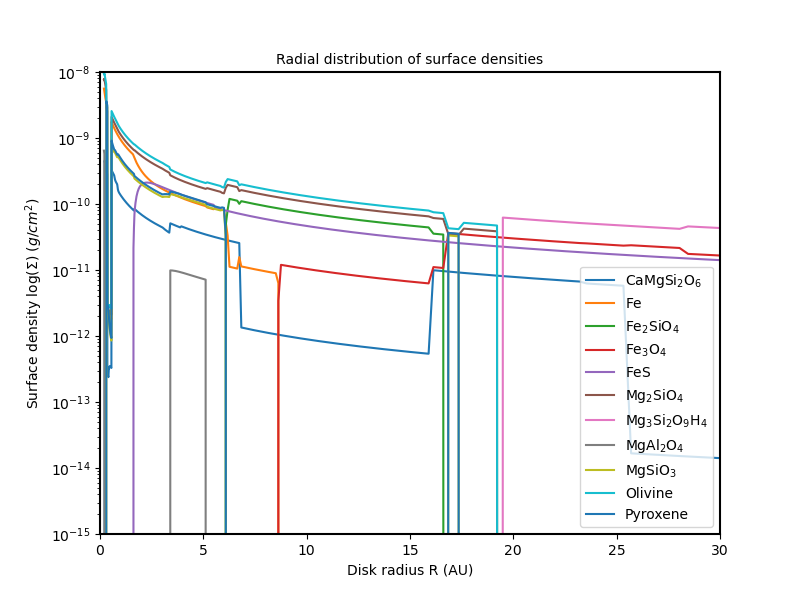 Radial distribution of surface densities
Surface density log(Σ) (g/cm²)
10⁻⁸
10⁻⁹
10⁻¹⁰
10⁻¹¹
10⁻¹²
10⁻¹³
10⁻¹⁴
10⁻¹⁵
CaMgSi₂O₆
Fe
Fe₂SiO₄
Fe₃O₄
FeS
Mg₂SiO₄
Mg₃Si₂O₉H₄
MgAl₂O₄
MgSiO₃
Olivine
Pyroxene
0 5 10 15 20 25 30
Disk radius R (AU)